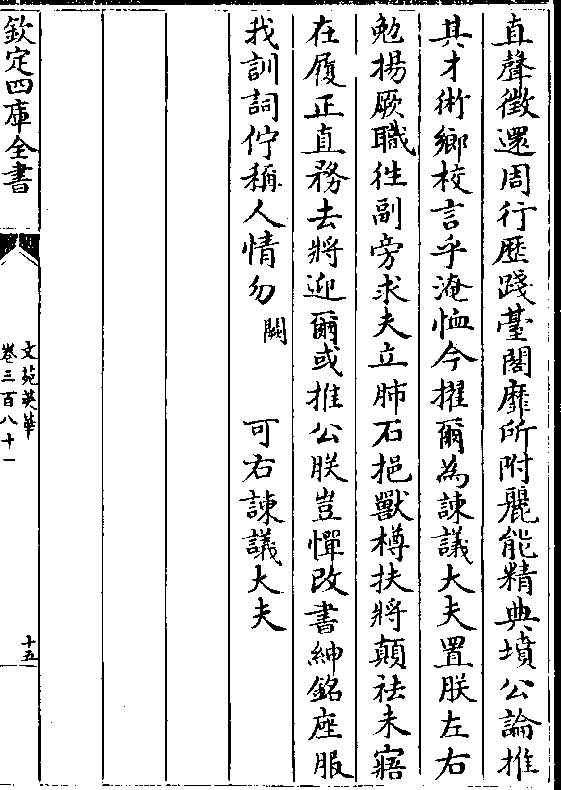 直聲徵還周行歴踐臺閣靡所附麗能精典墳公論推
其才術鄉校言乎淹恤今擢爾為諫議大夫置朕左右
勉揚厥職徃副旁求夫立肺石挹獸樽扶將顛袪未寤
在履正直務去將迎爾或推公朕豈憚改書紳銘座服
我訓詞佇稱人情勿闕可右諫議大夫
欽定四庫全書
文苑英華
卷三百八十一
十五